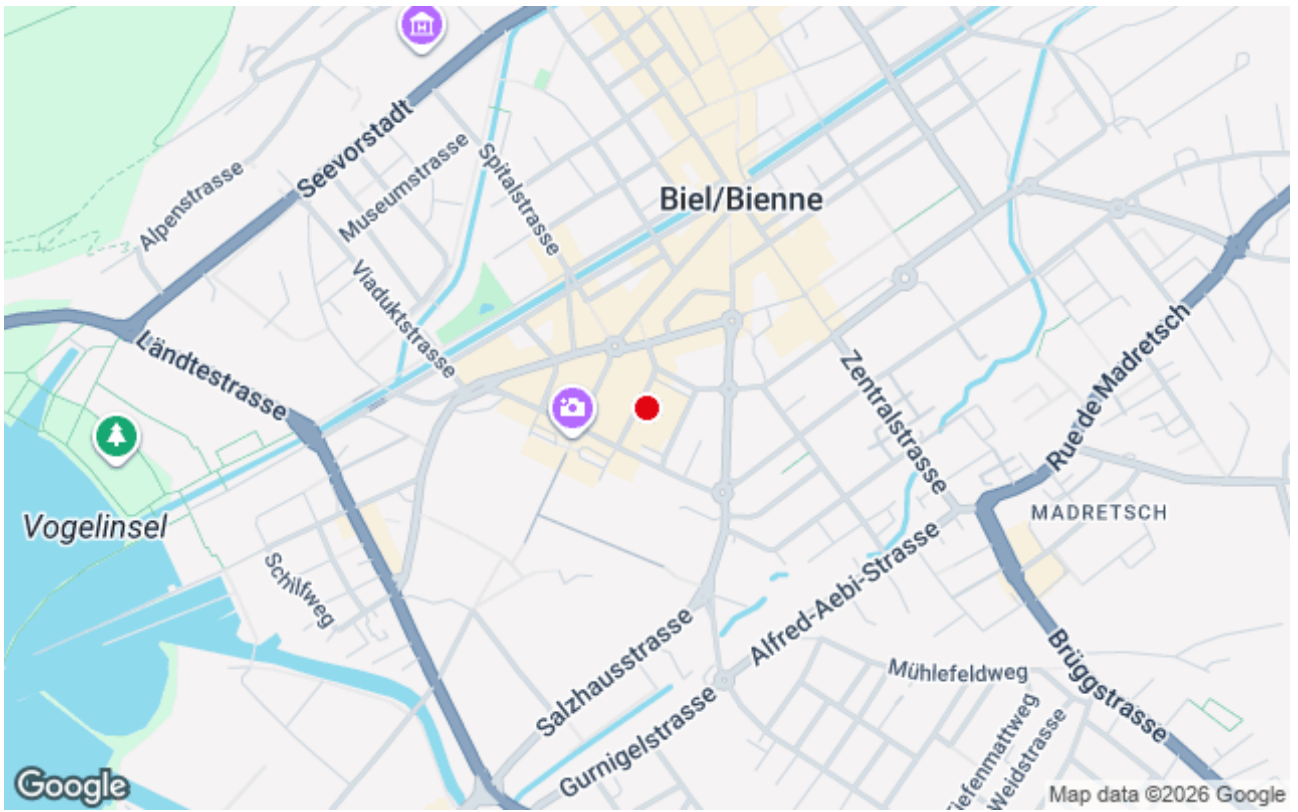 Seevorstadt
Museumstrasse
Spitalstrasse
Alpenstrasse
Biel/Bienne
Viaduktstrasse
Ländtestrasse
Zentralstrasse
Rue de Madretsch
Vogelinsel
MADRETSCH
Schilfweg
Alfred-Aebi-Strasse
Salzhausstrasse
Mühlefeldweg
Brüggstrasse
Gurnigelstrasse
Weidstrasse
Google
Map data ©2026 Google